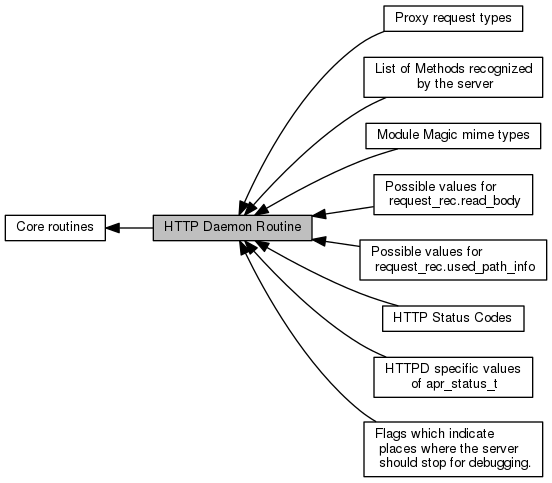 Proxy request types
List of Methods recognized
by the server
Module Magic mime types
Possible values for
request_rec.read_body
Core routines
HTTP Daemon Routine
Possible values for
request_rec.used_path_info
HTTP Status Codes
HTTPD specific values
of apr_status_t
Flags which indicate
places where the server
should stop for debugging.